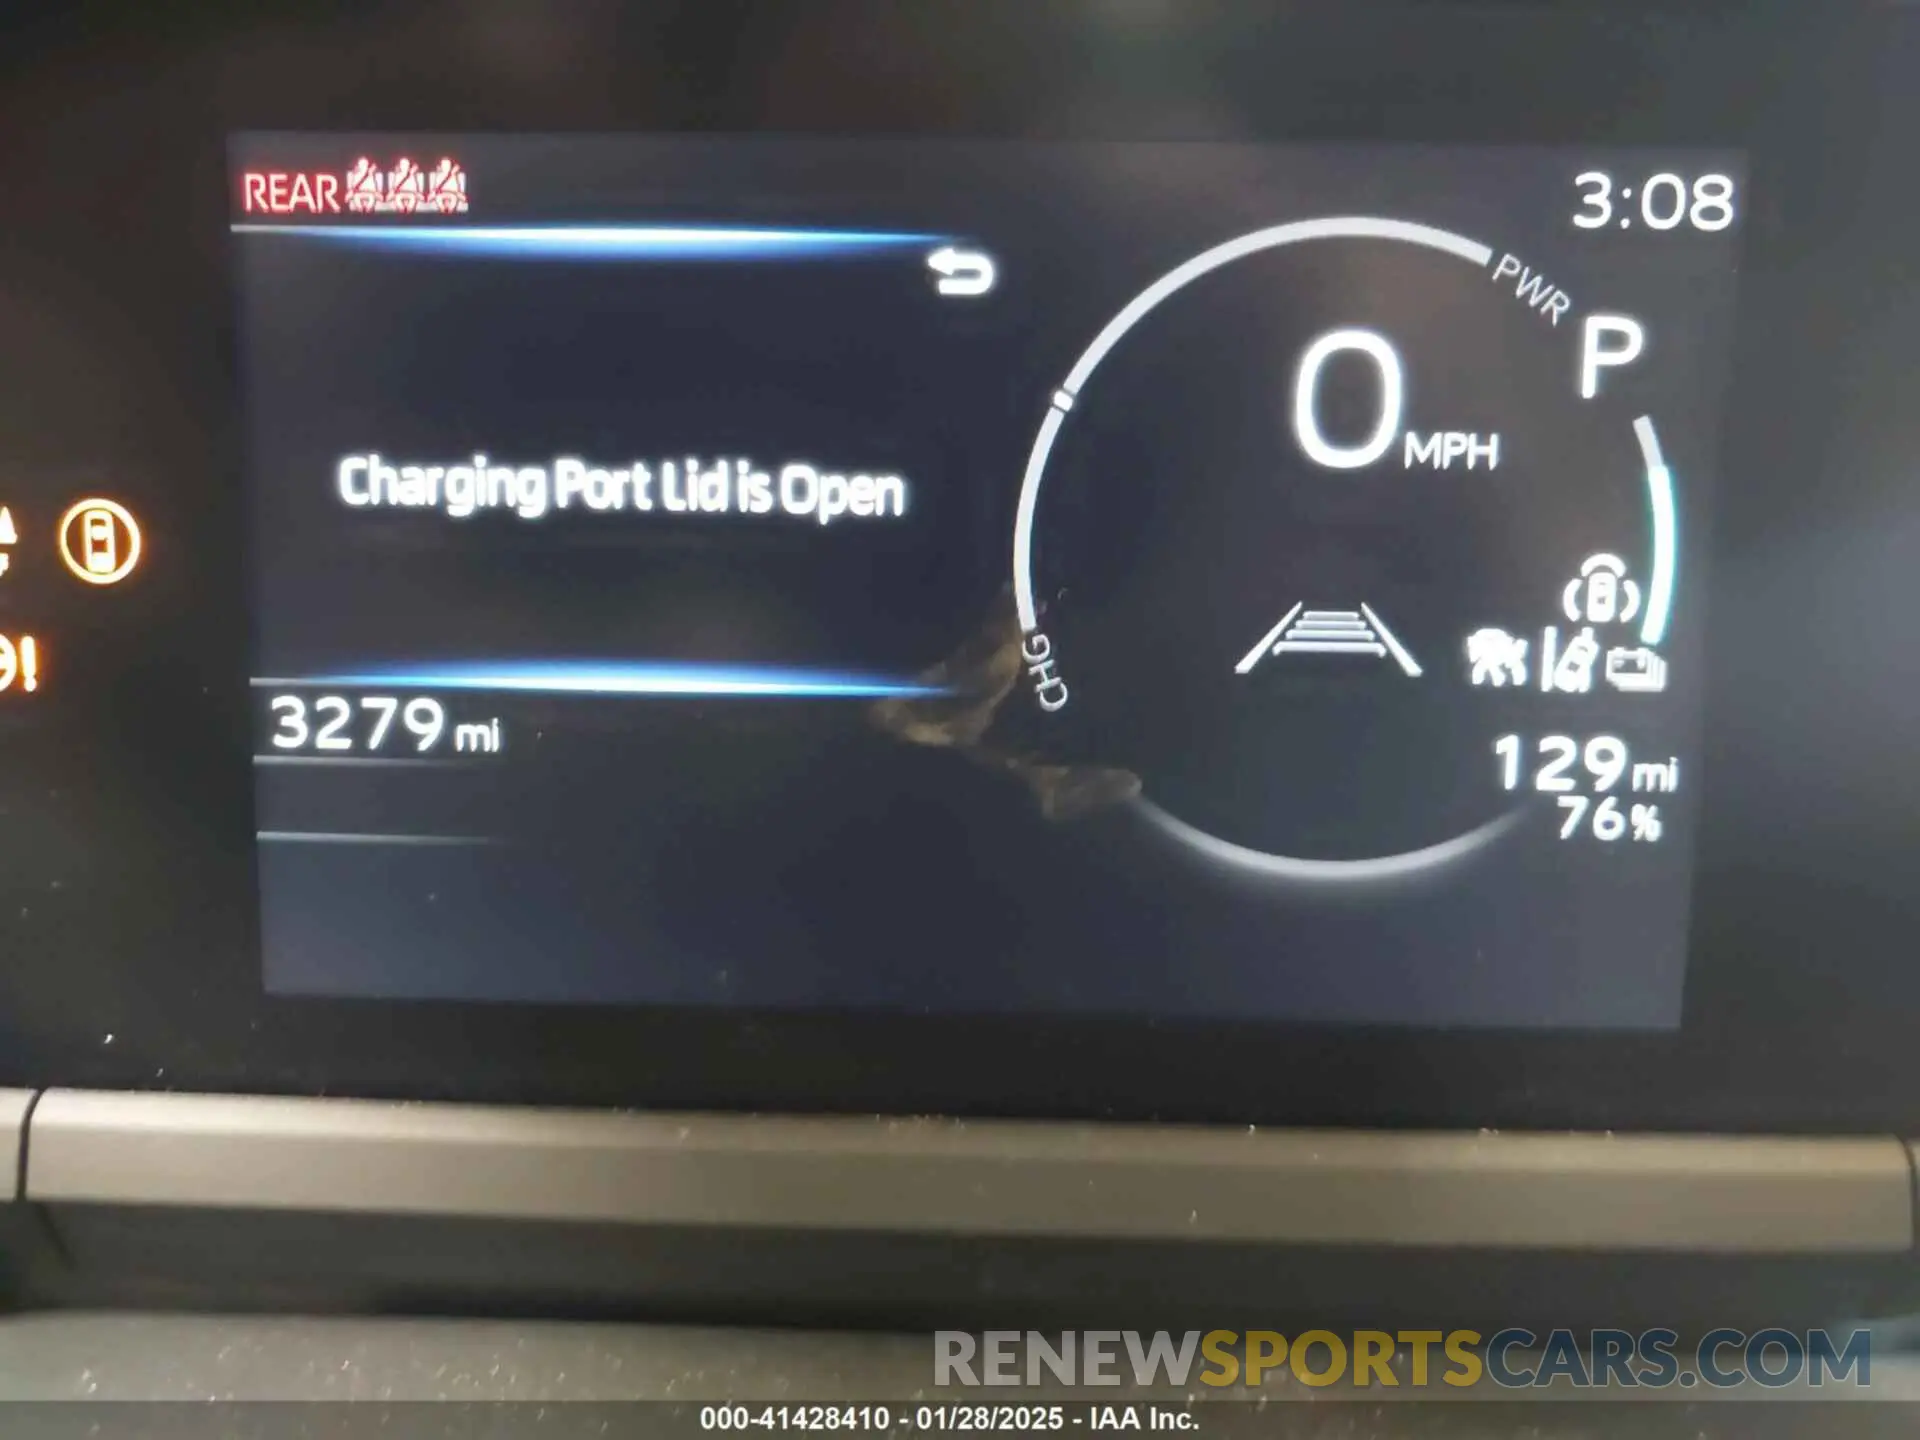 REAR
3:08
PWR
P
0 MPH
Charging Port Lid is Open
CHG
3279 mi
129 mi
76%
RENEWSPORTSCARS.COM
000-41428410 - 01/28/2025 - IAA Inc.